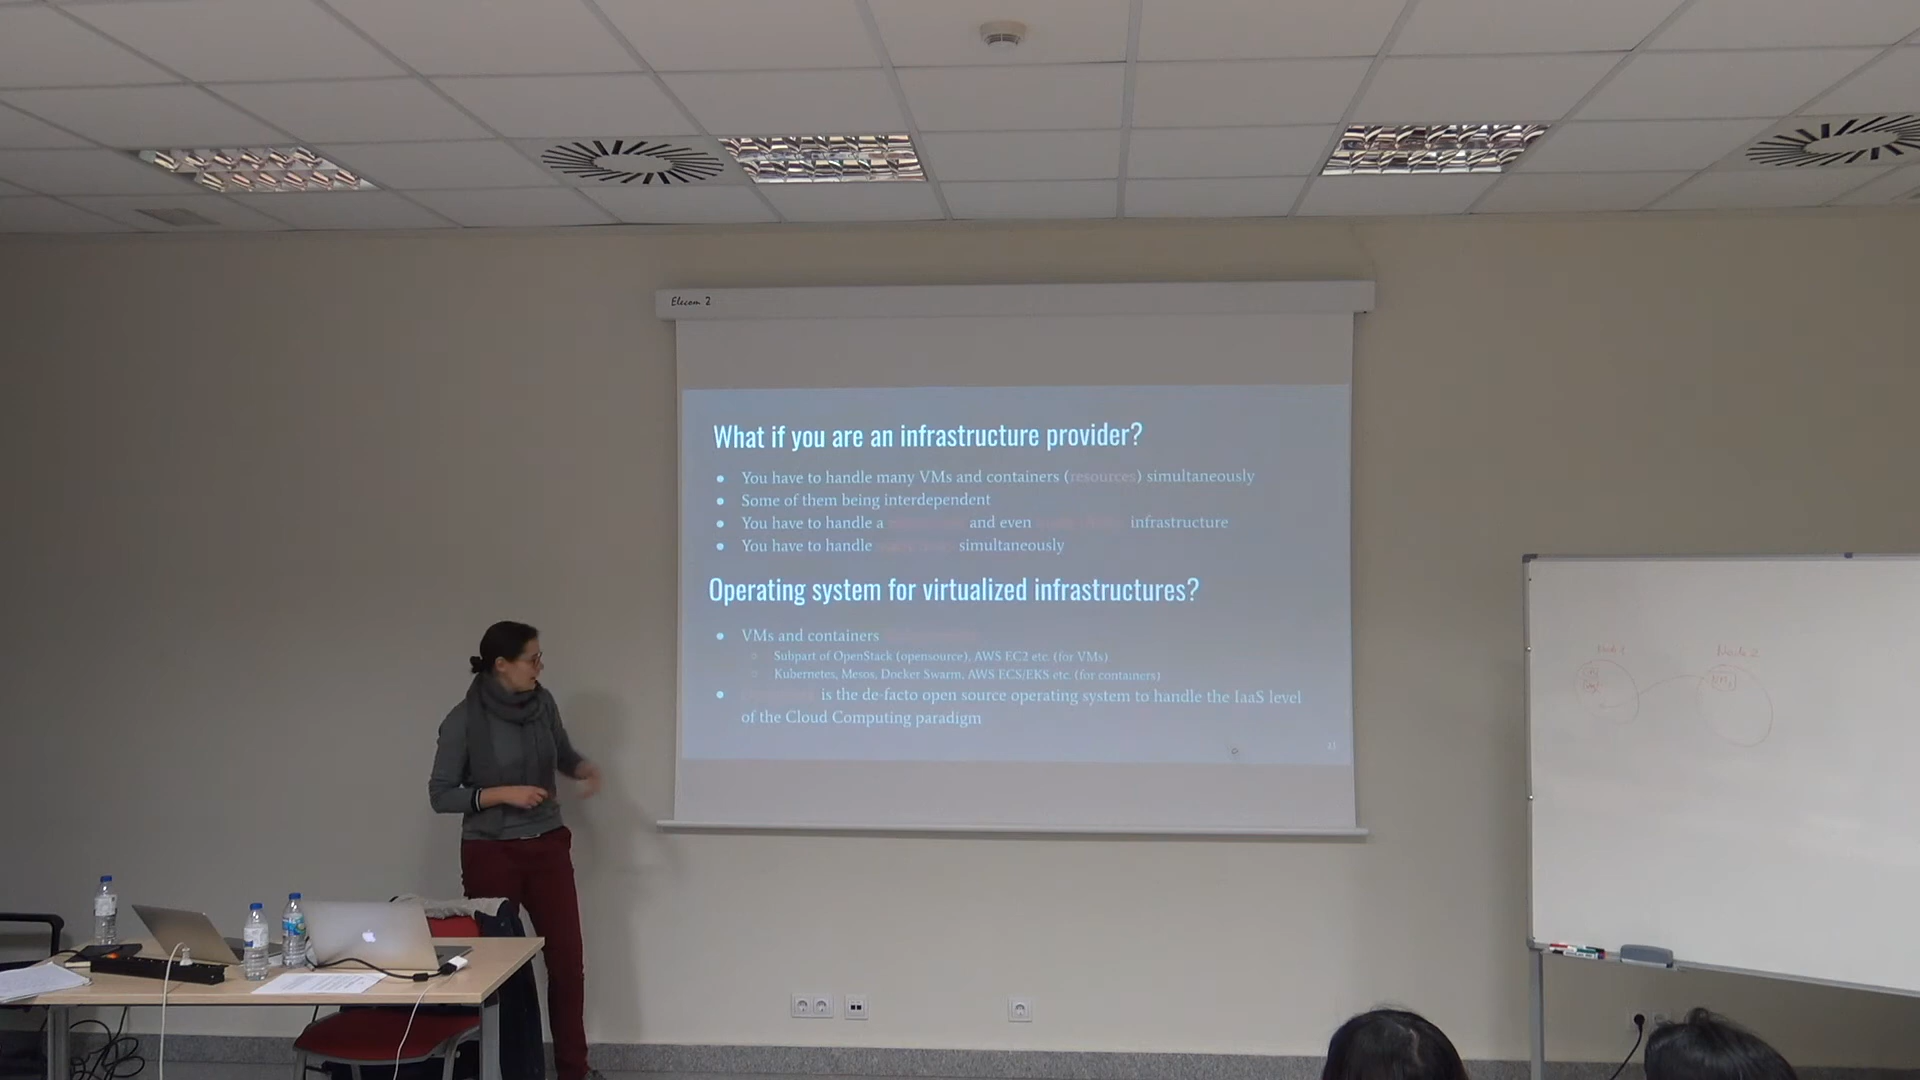 Elecom 2
What if you are an infrastructure provider?
You have to handle many VMs and containers (resources) simultaneously
Some of them being interdependent
You have to handle a and even infrastructure
You have to handle simultaneously
Operating system for virtualized infrastructures?
VMs and containers
Subpart of OpenStack (opensource), AWS EC2 etc. (for VMs)
Kubernetes, Mesos, Docker Swarm, AWS ECS/EKS etc. (for containers)
is the de-facto open source operating system to handle the IaaS level
of the Cloud Computing paradigm
Node 2